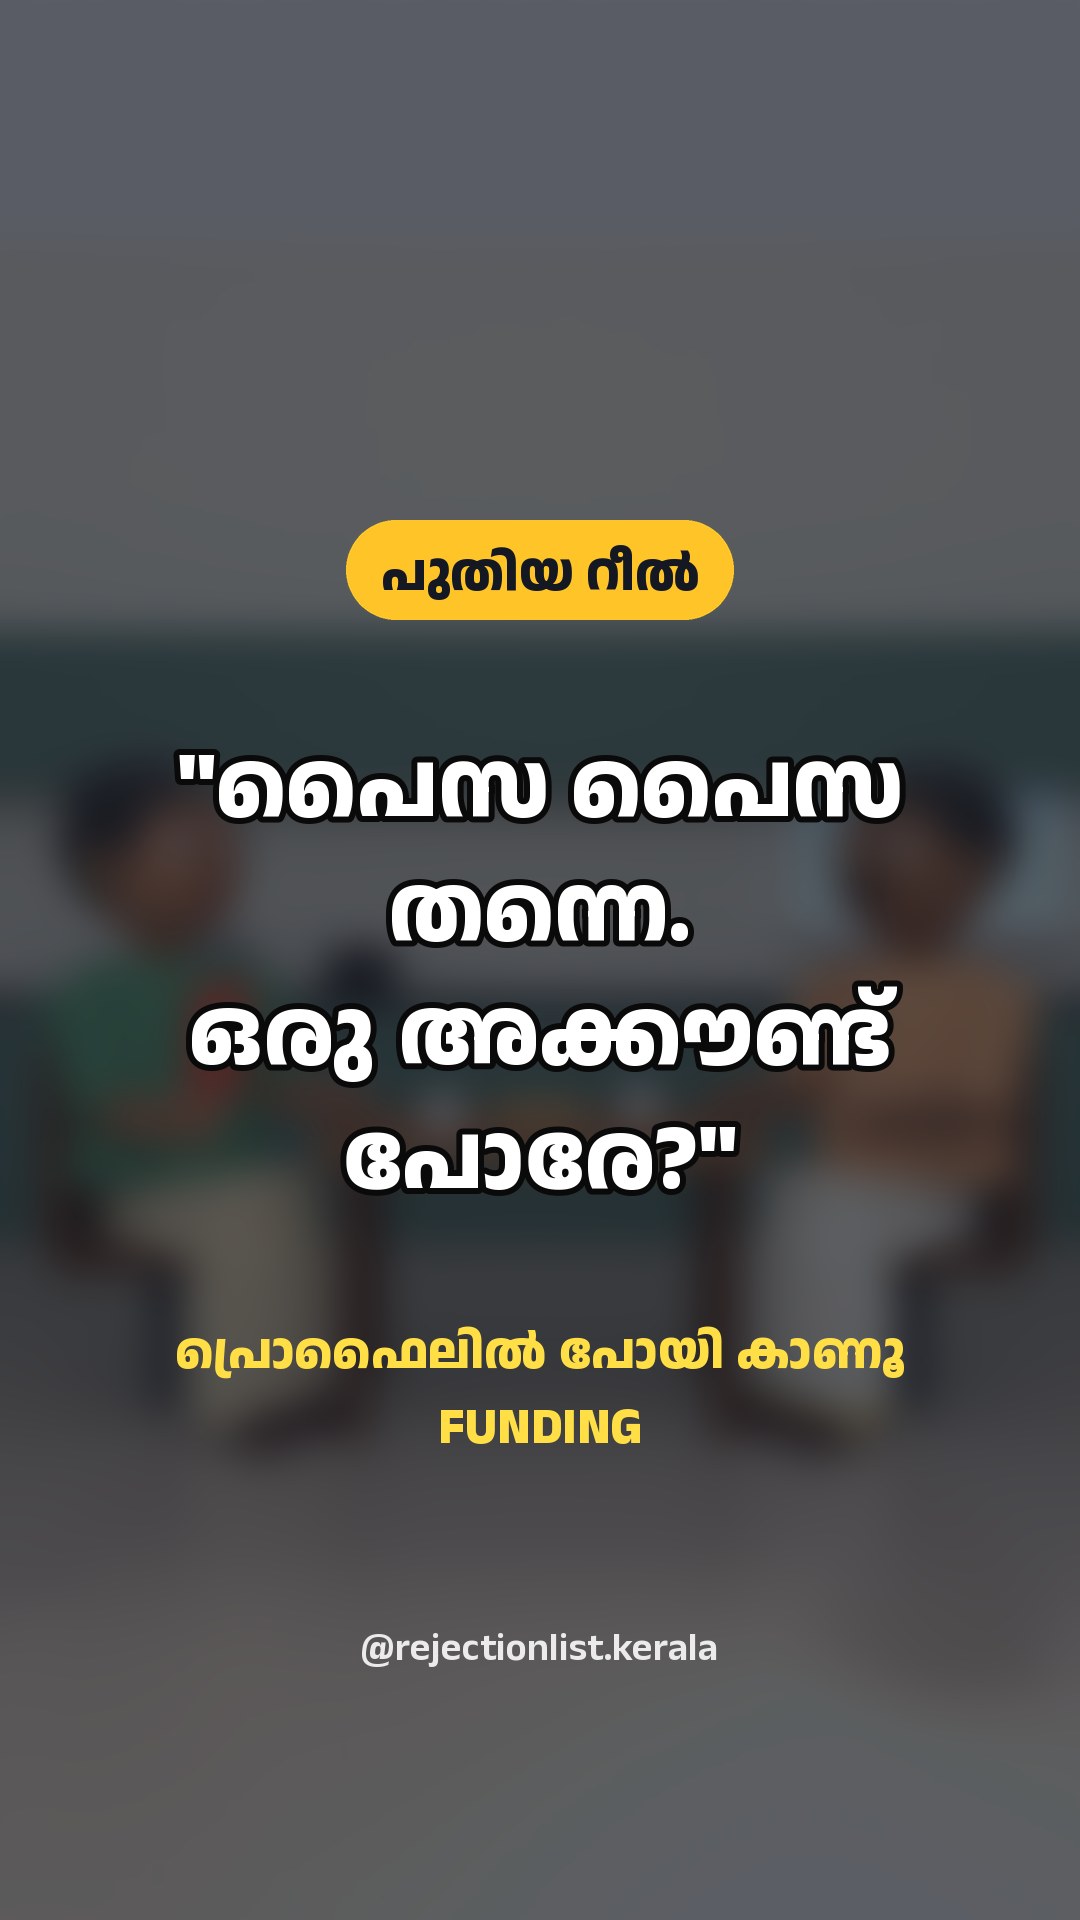 പുതിയ റീൽ
"പൈസ പൈസ
തന്നെ.
ഒരു അക്കൗണ്ട്
പോരേ?"
പ്രൊഫൈലിൽ പോയി കാണൂ
FUNDING
@rejectionlist.kerala